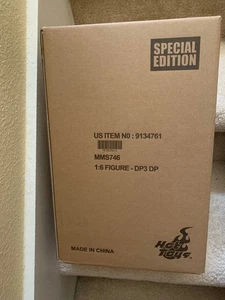 SPECIAL
EDITION
US ITEM NO : 9134761
MMS746
1:6 FIGURE - DP3 DP
MADE IN CHINA
Hot
Toys